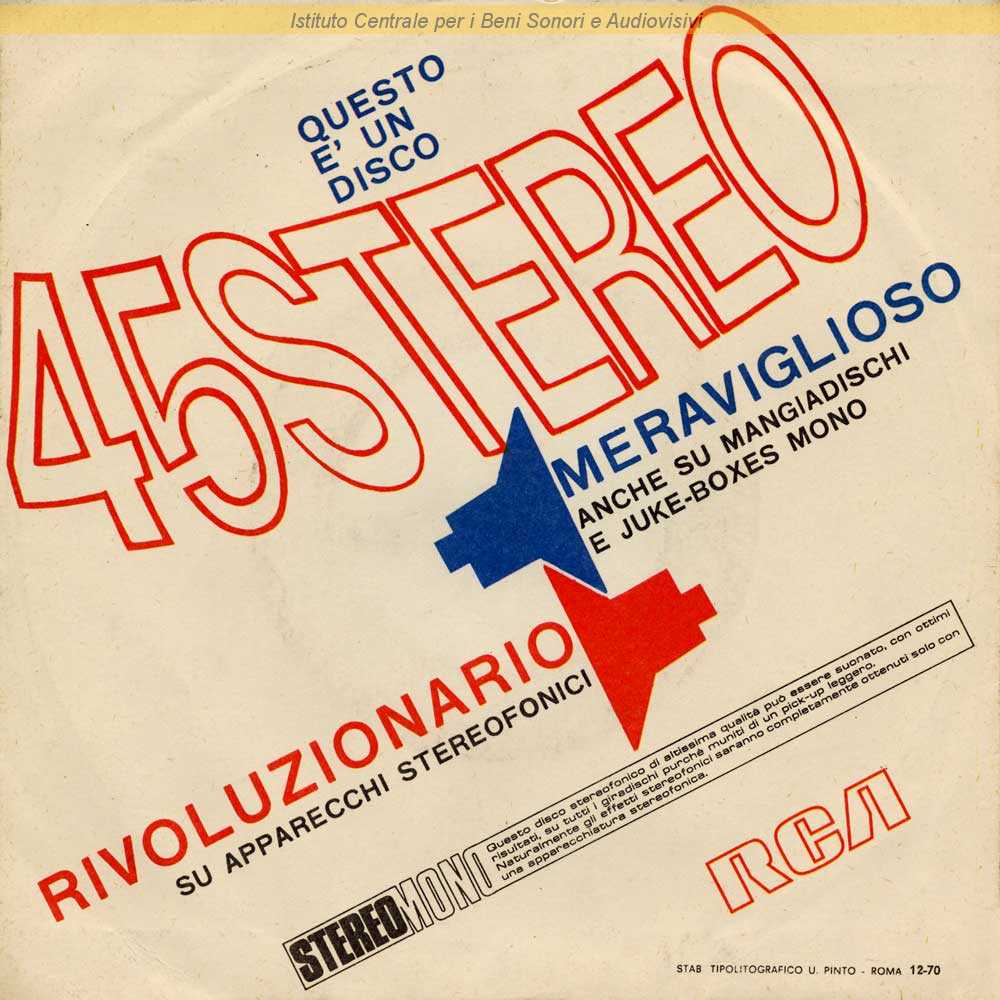 Istituto Centrale per i Beni Sonori e Audiovisivi
QUESTO
E' UN
DISCO
45STEREO
MERAVIGLIOSO
ANCHE SU MANGIADISCHI
E JUKE-BOXES MONO
RIVOLUZIONARIO
SU APPARECCHI STEREOFONICI
STEREOMONO
Questo disco stereofonico di altissima qualità può essere suonato, con ottimi
risultati, su tutti i giradischi purchè muniti di un pick-up leggero.
Naturalmente gli effetti stereofonici saranno completamente ottenuti solo con
una apparecchiatura stereofonica.
RCA
STAB TIPOLITOGRAFICO U. PINTO - ROMA 12-70